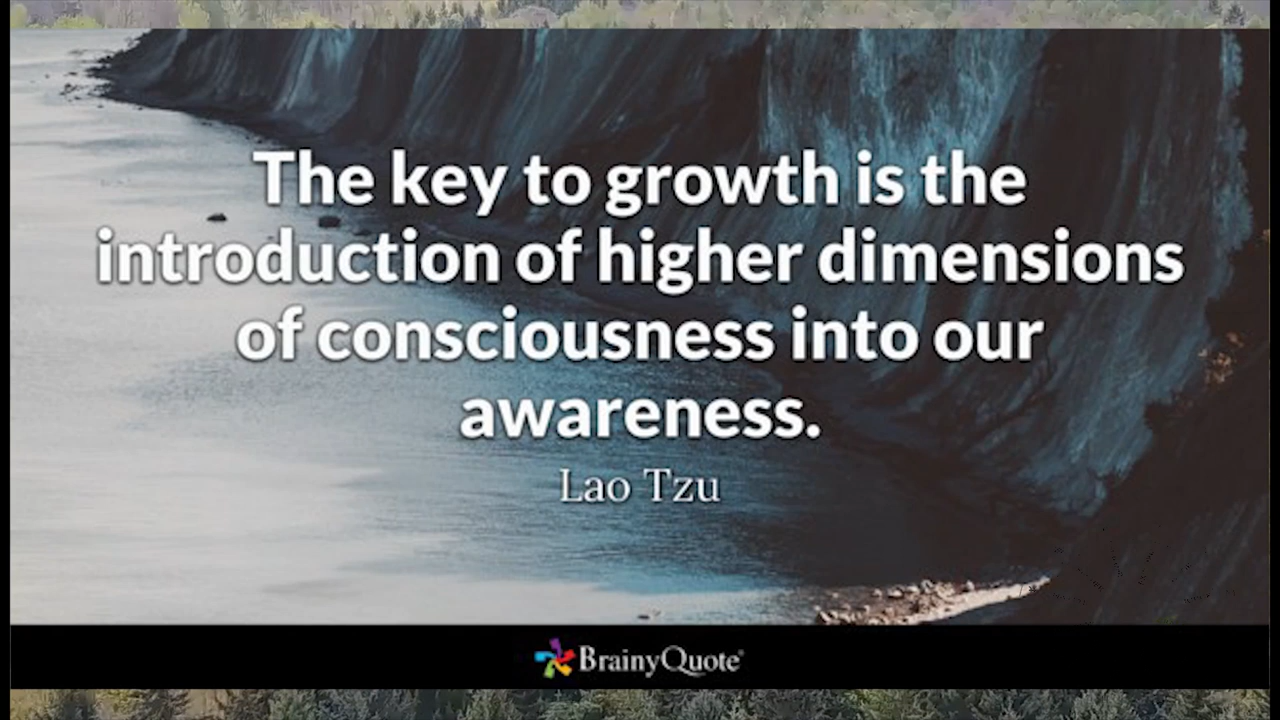 The key to growth is the
introduction of higher dimensions
of consciousness into our
awareness.
Lao Tzu
BrainyQuote